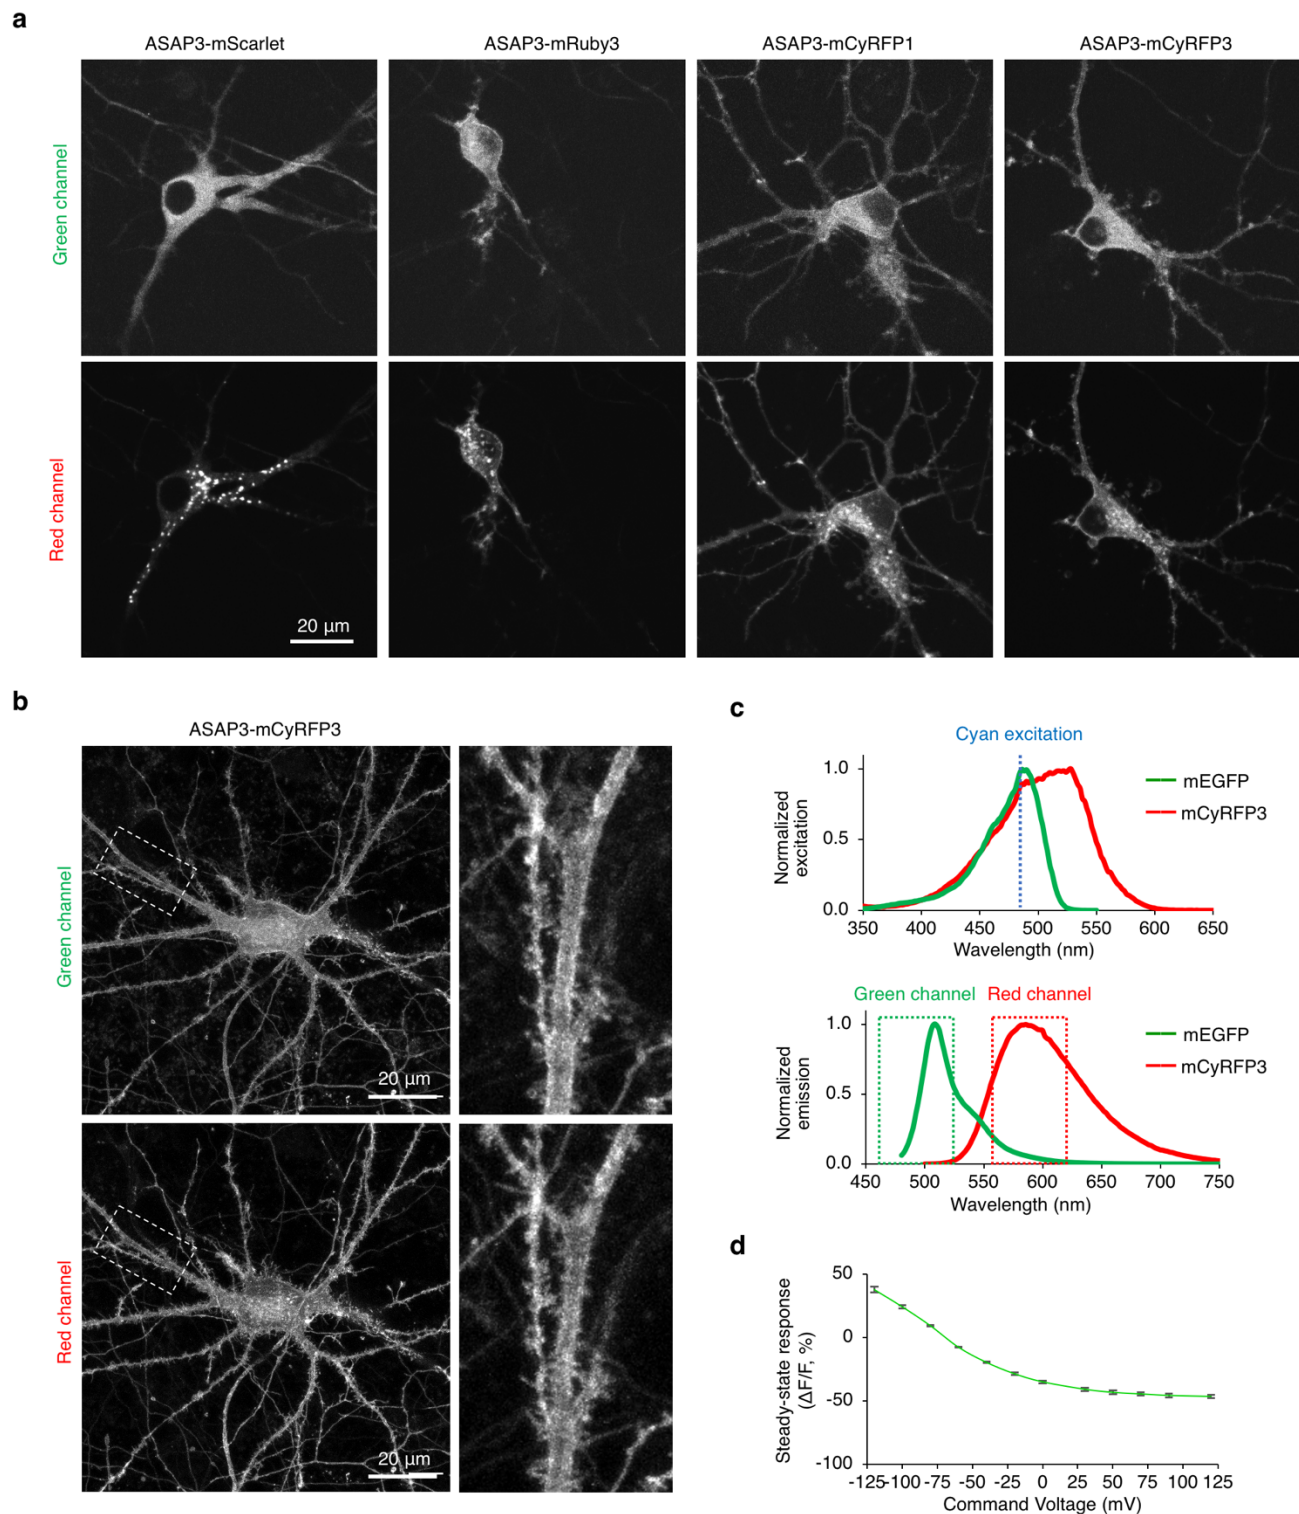 a
ASAP3-mScarlet
ASAP3-mRuby3
ASAP3-mCyRFP1
ASAP3-mCyRFP3
Green channel
Red channel
20 µm
b
ASAP3-mCyRFP3
Green channel
20 µm
Red channel
20 µm
c
Cyan excitation
1.0
0.5
0.0
Normalized
excitation
mEGFP
mCyRFP3
350 400 450 500 550 600 650
Wavelength (nm)
Green channel Red channel
1.0
0.5
0.0
Normalized
emission
mEGFP
mCyRFP3
450 500 550 600 650 700 750
Wavelength (nm)
d
50
0
-50
-100
Steady-state response
(ΔF/F, %)
-125 -100 -75 -50 -25 0 25 50 75 100 125
Command Voltage (mV)